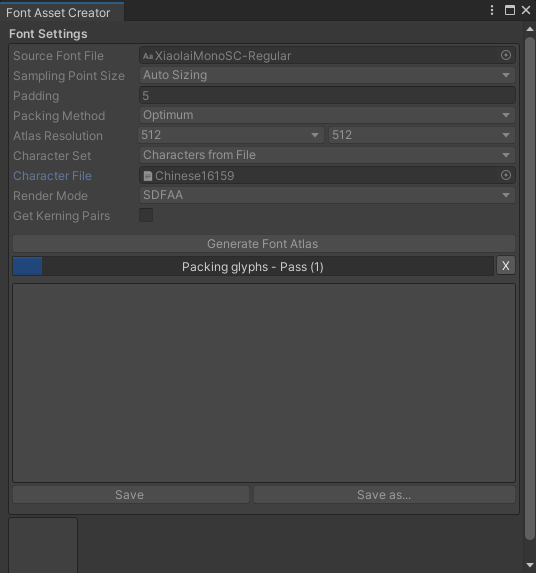 Font Asset Creator
Font Settings
Source Font File Aa XiaolaiMonoSC-Regular
Sampling Point Size Auto Sizing
Padding 5
Packing Method Optimum
Atlas Resolution 512 512
Character Set Characters from File
Character File Chinese16159
Render Mode SDFAA
Get Kerning Pairs
Generate Font Atlas
Packing glyphs - Pass (1) X
Save Save as...